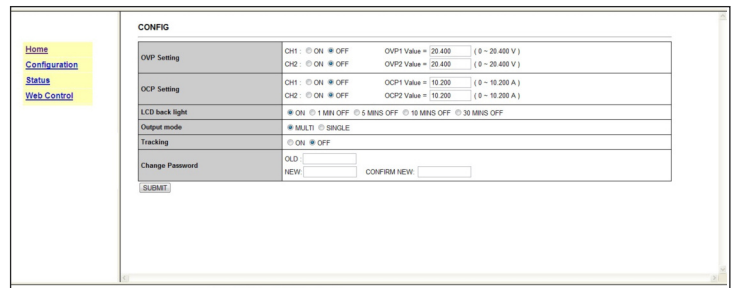 CONFIG
Home
Configuration
Status
Web Control
OVP Setting
CH1 : ON OFF OVP1 Value = 20.400 ( 0 ~ 20.400 V )
CH2 : ON OFF OVP2 Value = 20.400 ( 0 ~ 20.400 V )
OCP Setting
CH1 : ON OFF OCP1 Value = 10.200 ( 0 ~ 10.200 A )
CH2 : ON OFF OCP2 Value = 10.200 ( 0 ~ 10.200 A )
LCD back light ON 1 MIN OFF 5 MINS OFF 10 MINS OFF 30 MINS OFF
Output mode MULTI SINGLE
Tracking ON OFF
Change Password
OLD :
NEW: CONFIRM NEW:
SUBMIT